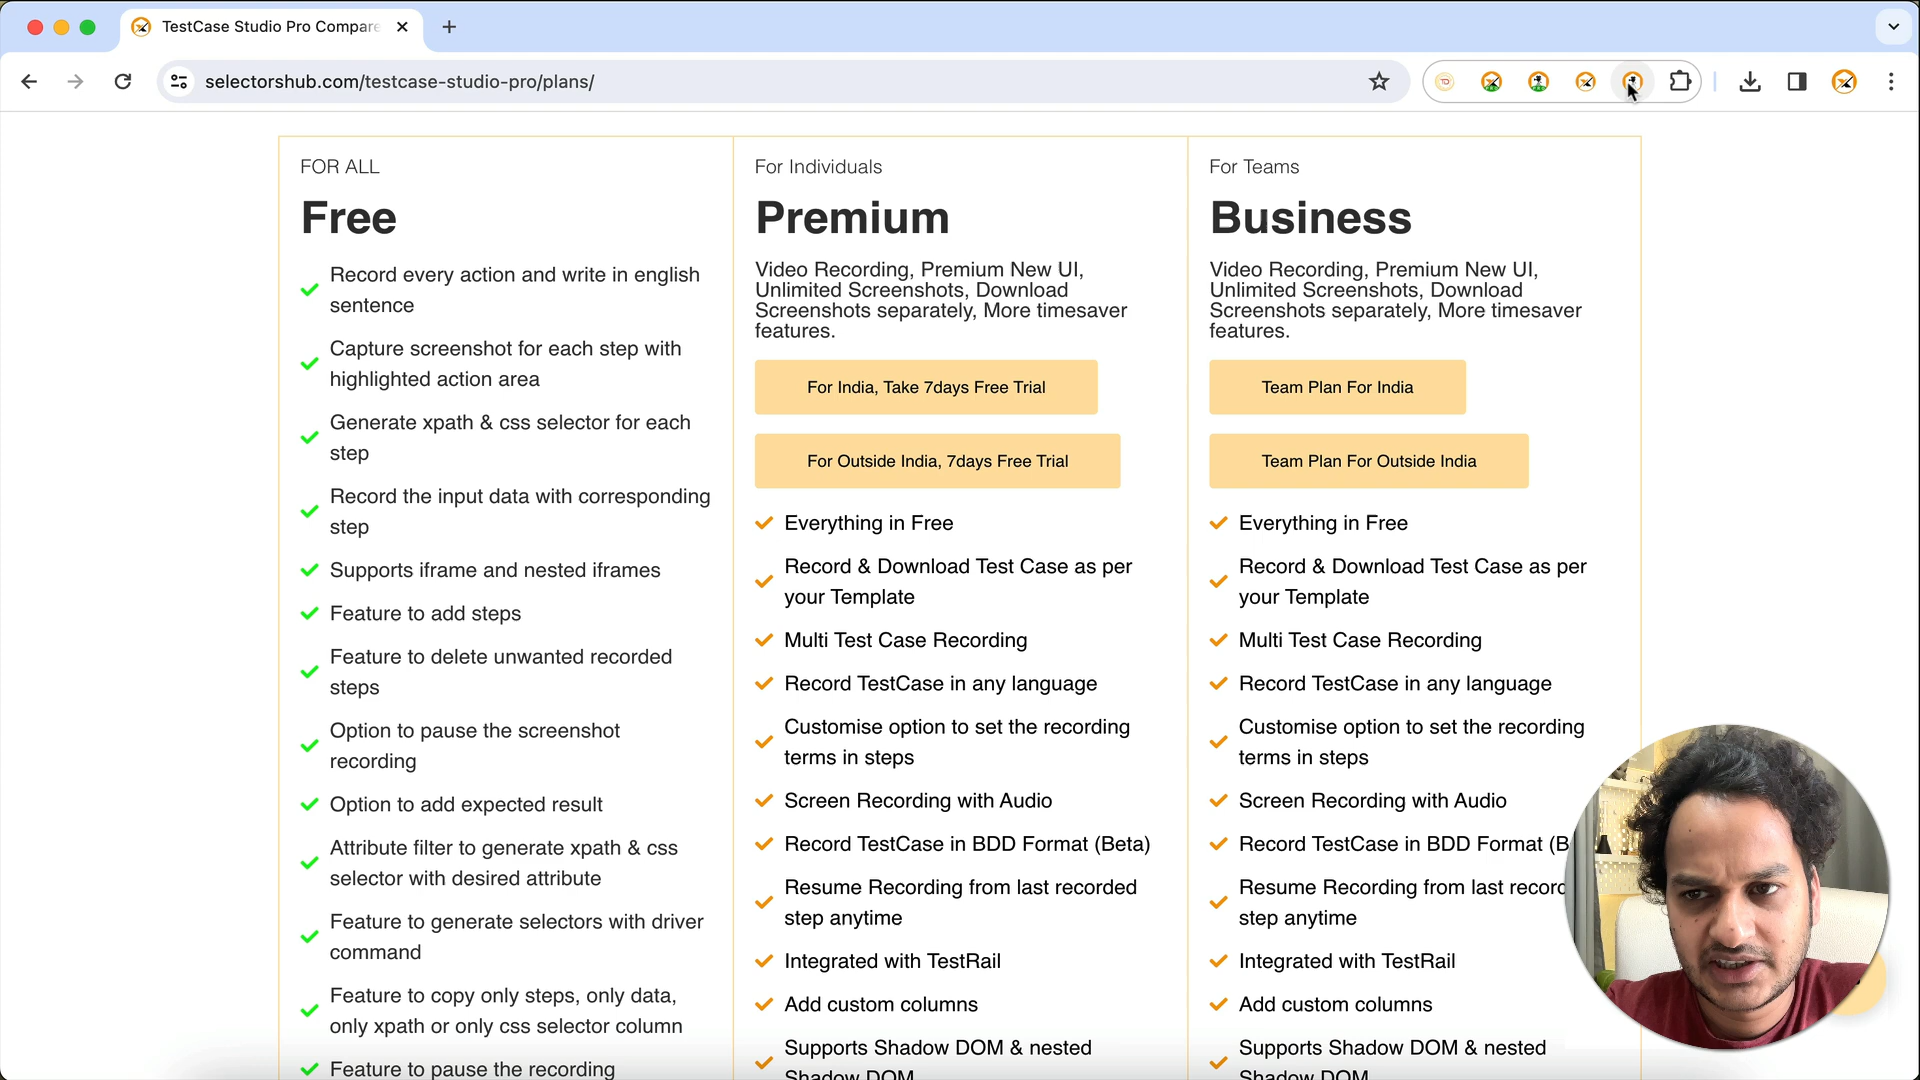 TestCase Studio Pro Compare
selectorshub.com/testcase-studio-pro/plans/
FOR ALL
Free
Record every action and write in english
sentence
Capture screenshot for each step with
highlighted action area
Generate xpath & css selector for each
step
Record the input data with corresponding
step
Supports iframe and nested iframes
Feature to add steps
Feature to delete unwanted recorded
steps
Option to pause the screenshot
recording
Option to add expected result
Attribute filter to generate xpath & css
selector with desired attribute
Feature to generate selectors with driver
command
Feature to copy only steps, only data,
only xpath or only css selector column
Feature to pause the recording
For Individuals
Premium
Video Recording, Premium New UI,
Unlimited Screenshots, Download
Screenshots separately, More timesaver
features.
For India, Take 7days Free Trial
For Outside India, 7days Free Trial
Everything in Free
Record & Download Test Case as per
your Template
Multi Test Case Recording
Record TestCase in any language
Customise option to set the recording
terms in steps
Screen Recording with Audio
Record TestCase in BDD Format (Beta)
Resume Recording from last recorded
step anytime
Integrated with TestRail
Add custom columns
Supports Shadow DOM & nested
Shadow DOM
For Teams
Business
Video Recording, Premium New UI,
Unlimited Screenshots, Download
Screenshots separately, More timesaver
features.
Team Plan For India
Team Plan For Outside India
Everything in Free
Record & Download Test Case as per
your Template
Multi Test Case Recording
Record TestCase in any language
Customise option to set the recording
terms in steps
Screen Recording with Audio
Record TestCase in BDD Format (B
Resume Recording from last record
step anytime
Integrated with TestRail
Add custom columns
Supports Shadow DOM & nested
Shadow DOM